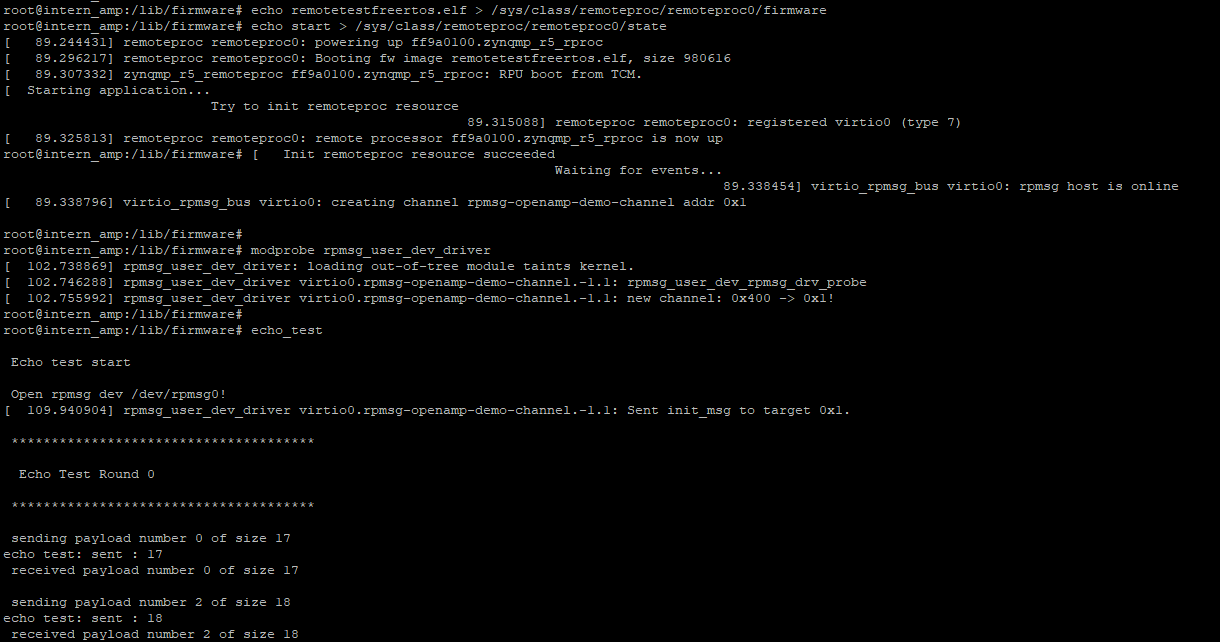 root@intern_amp:/lib/firmware# echo remotetestfreertos.elf > /sys/class/remoteproc/remoteproc0/firmware
root@intern_amp:/lib/firmware# echo start > /sys/class/remoteproc/remoteproc0/state
[   89.244431] remoteproc remoteproc0: powering up ff9a0100.zynqmp_r5_rproc
[   89.296217] remoteproc remoteproc0: Booting fw image remotetestfreertos.elf, size 980616
[   89.307332] zynqmp_r5_remoteproc ff9a0100.zynqmp_r5_rproc: RPU boot from TCM.
[  Starting application...
Try to init remoteproc resource
89.315088] remoteproc remoteproc0: registered virtio0 (type 7)
[   89.325813] remoteproc remoteproc0: remote processor ff9a0100.zynqmp_r5_rproc is now up
root@intern_amp:/lib/firmware# [   Init remoteproc resource succeeded
Waiting for events...
89.338454] virtio_rpmsg_bus virtio0: rpmsg host is online
[   89.338796] virtio_rpmsg_bus virtio0: creating channel rpmsg-openamp-demo-channel addr 0x1
root@intern_amp:/lib/firmware#
root@intern_amp:/lib/firmware# modprobe rpmsg_user_dev_driver
[  102.738869] rpmsg_user_dev_driver: loading out-of-tree module taints kernel.
[  102.746288] rpmsg_user_dev_driver virtio0.rpmsg-openamp-demo-channel.-1.1: rpmsg_user_dev_rpmsg_drv_probe
[  102.755992] rpmsg_user_dev_driver virtio0.rpmsg-openamp-demo-channel.-1.1: new channel: 0x400 -> 0x1!
root@intern_amp:/lib/firmware#
root@intern_amp:/lib/firmware# echo_test
Echo test start
Open rpmsg dev /dev/rpmsg0!
[  109.940904] rpmsg_user_dev_driver virtio0.rpmsg-openamp-demo-channel.-1.1: Sent init_msg to target 0x1.
**************************************
Echo Test Round 0
**************************************
sending payload number 0 of size 17
echo test: sent : 17
received payload number 0 of size 17
sending payload number 2 of size 18
echo test: sent : 18
received payload number 2 of size 18